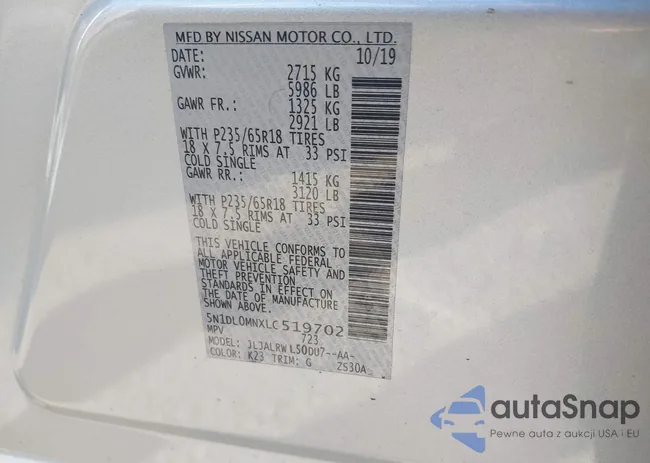 MFD BY NISSAN MOTOR CO., LTD.
DATE: 10/19
GVWR: 2715 KG
5986 LB
GAWR FR.: 1325 KG
2921 LB
WITH P235/65R18 TIRES
18 X 7.5 RIMS AT 33 PSI
COLD SINGLE
GAWR RR.: 1415 KG
3120 LB
WITH P235/65R18 TIRES
18 X 7.5 RIMS AT 33 PSI
COLD SINGLE
THIS VEHICLE CONFORMS TO
ALL APPLICABLE FEDERAL
MOTOR VEHICLE SAFETY AND
THEFT PREVENTION
STANDARDS IN EFFECT ON
THE DATE OF MANUFACTURE
SHOWN ABOVE.
5N1DL0MNXLC519702
MPV 723
MODEL: JLJALRWL50DU7--AA-
COLOR: K23 TRIM: G ZS30A
autaSnap
Pewne auta z aukcji USA i EU